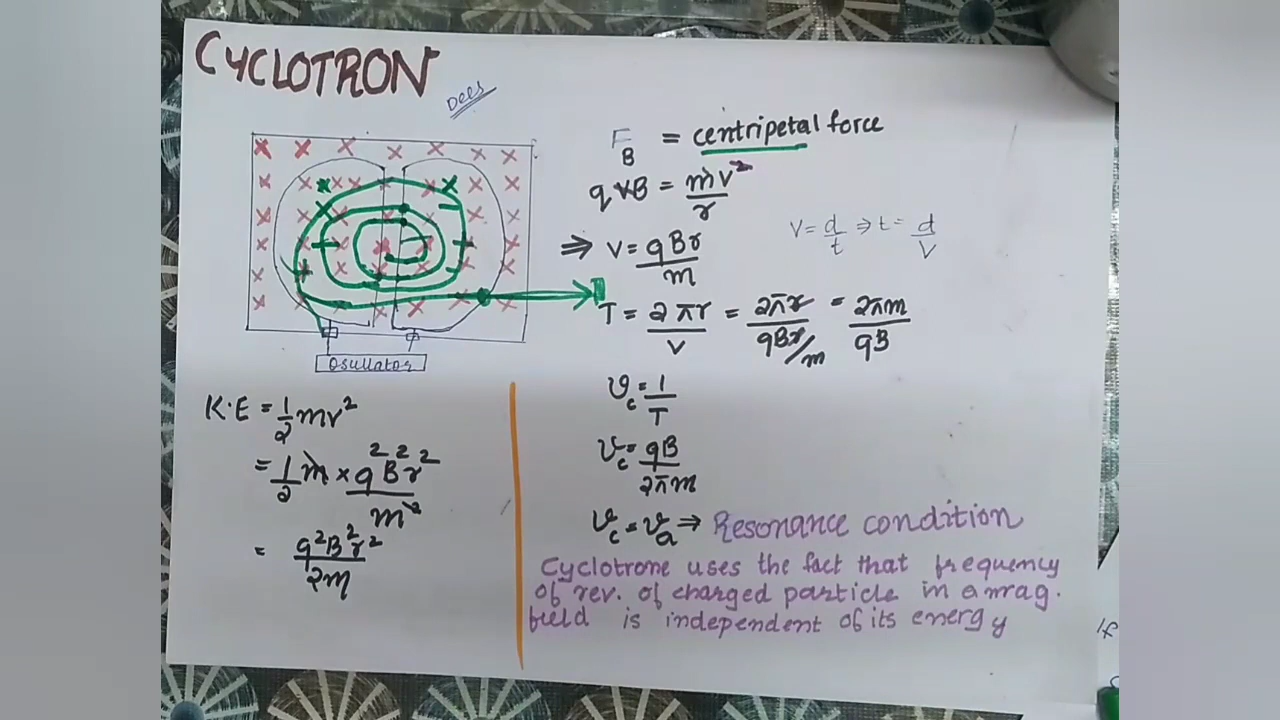 CYCLOTRON
Dees
F_B = centripetal force
qvB = mv²/r
v = d/t ⇒ t = d/v
⇒ v = qBr/m
T = 2πr/v = 2πr/qBr/m = 2πm/qB
Osullator
ν_c = 1/T
ν_c = qB/2πm
ν_c = ν_a ⇒ Resonance condition
Cyclotrone uses the fact that frequency
of rev. of charged particle in a mag.
field is independent of its energy
K.E = 1/2 mv²
= 1/2 m × q²B²r²/m²
= q²B²r²/2m